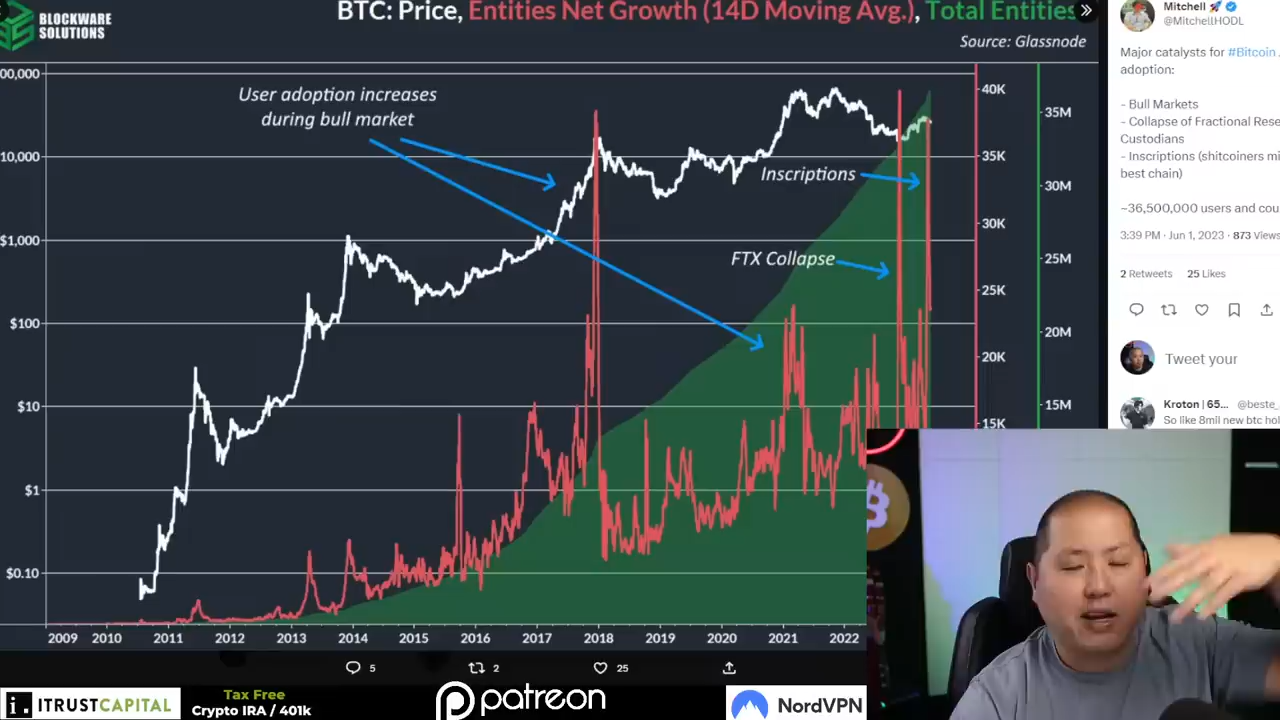 BLOCKWARE
SOLUTIONS
BTC: Price, Entities Net Growth (14D Moving Avg.), Total Entities
Source: Glassnode
User adoption increases
during bull market
Inscriptions
FTX Collapse
00,000
10,000
$1,000
$100
$10
$1
$0.10
40K
35K
30K
25K
20K
15K
35M
30M
25M
20M
15M
2009 2010 2011 2012 2013 2014 2015 2016 2017 2018 2019 2020 2021 2022
5 2 25
Mitchell 🚀
@MitchellHODL
Major catalysts for #Bitcoin
adoption:
- Bull Markets
- Collapse of Fractional Rese
Custodians
- Inscriptions (shitcoiners mi
best chain)
~36,500,000 users and cou
3:39 PM · Jun 1, 2023 · 873 Views
2 Retweets 25 Likes
Tweet your
Kroton | 65... @beste_
So like 8mil new btc hol
i. ITRUSTCAPITAL
Tax Free
Crypto IRA / 401k
patreon
NordVPN